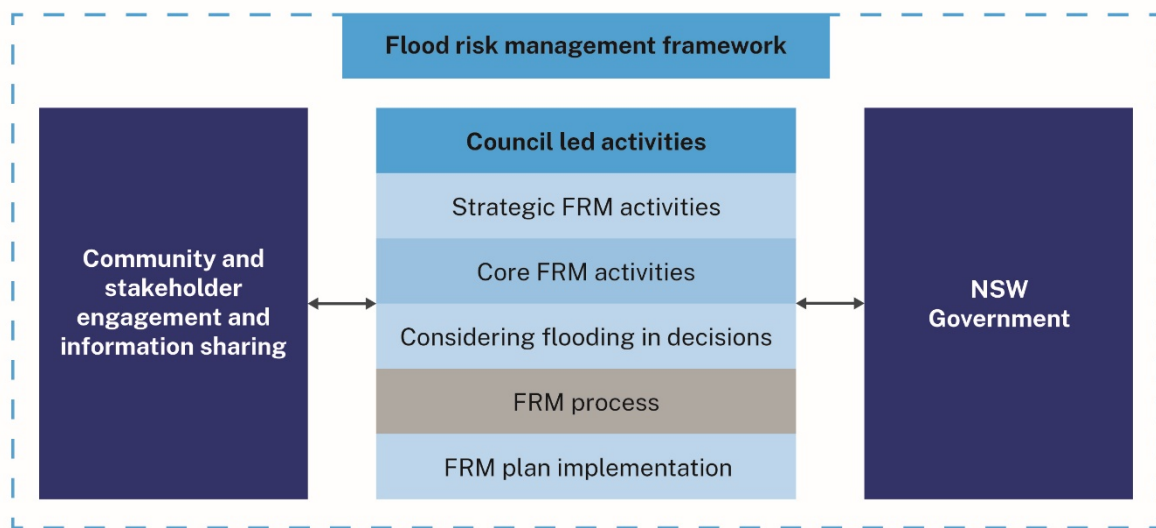 Flood risk management framework
Community and
stakeholder
engagement and
information sharing
Council led activities
Strategic FRM activities
Core FRM activities
Considering flooding in decisions
FRM process
FRM plan implementation
NSW
Government